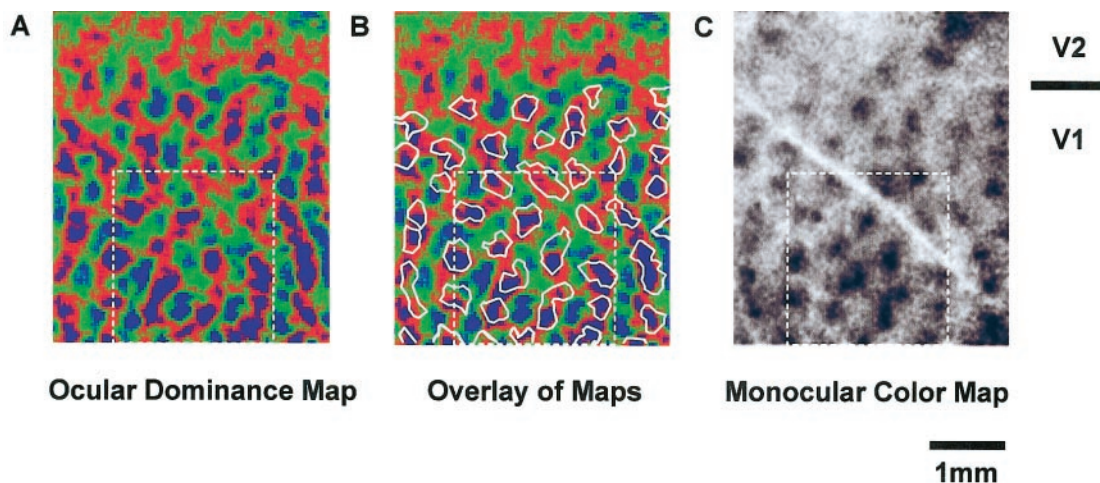 A
B
C
V2
V1
Ocular Dominance Map
Overlay of Maps
Monocular Color Map
1mm